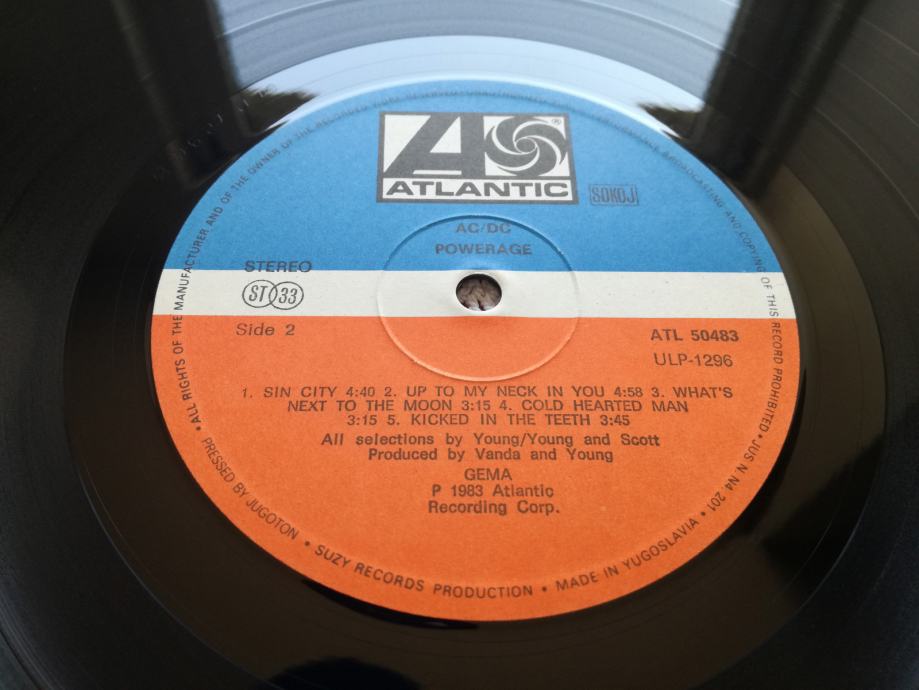 ATLANTIC
®
SOKOJ
AC/DC
POWERAGE
STEREO
ST 33
Side 2
ATL 50483
ULP-1296
1. SIN CITY 4:40 2. UP TO MY NECK IN YOU 4:58 3. WHAT'S
NEXT TO THE MOON 3:15 4. COLD HEARTED MAN
3:15 5. KICKED IN THE TEETH 3:45
All selections by Young/Young and Scott
Produced by Vanda and Young
GEMA
P 1983 Atlantic
Recording Corp.
ALL RIGHTS OF THE MANUFACTURER AND OF THE OWNER OF THE RECORDED WORK RESERVED BROADCASTING AND COPYING OF THIS RECORD PROHIBITED • JUS N. N4. 201 •
PRESSED BY JUGOTON • SUZY RECORDS PRODUCTION • MADE IN YUGOSLAVIA